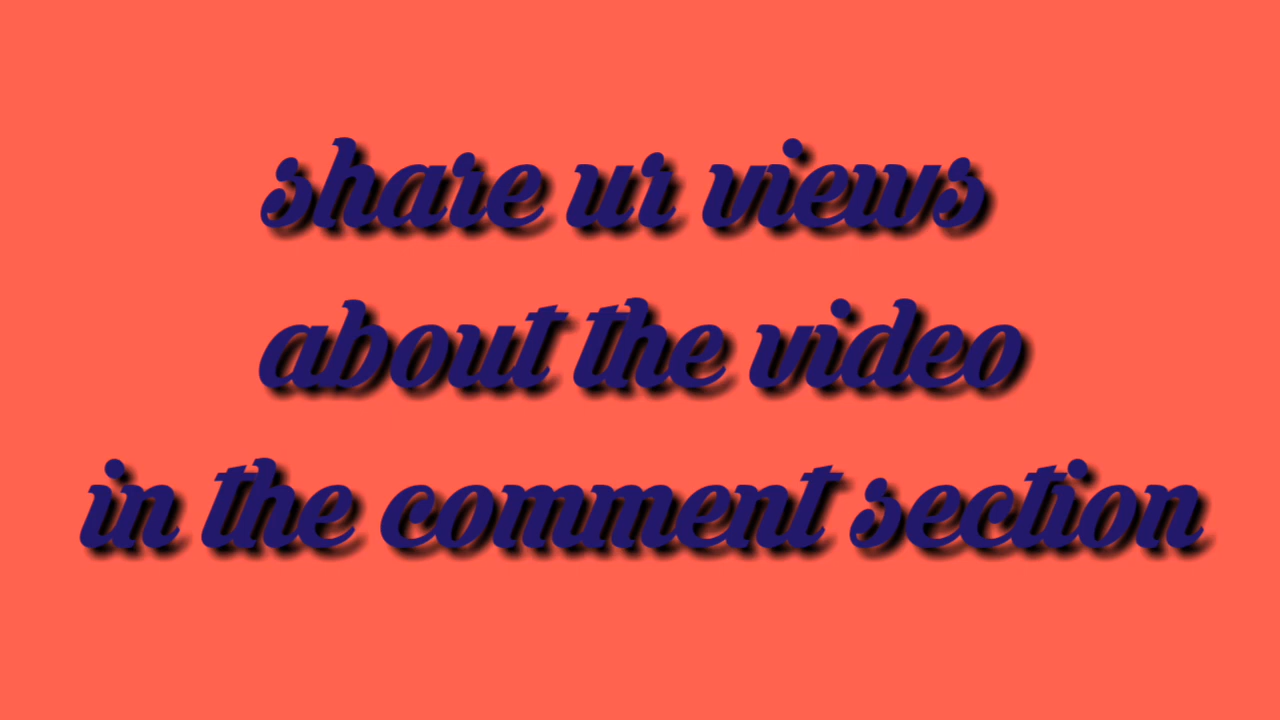 share ur views
about the video
in the comment section